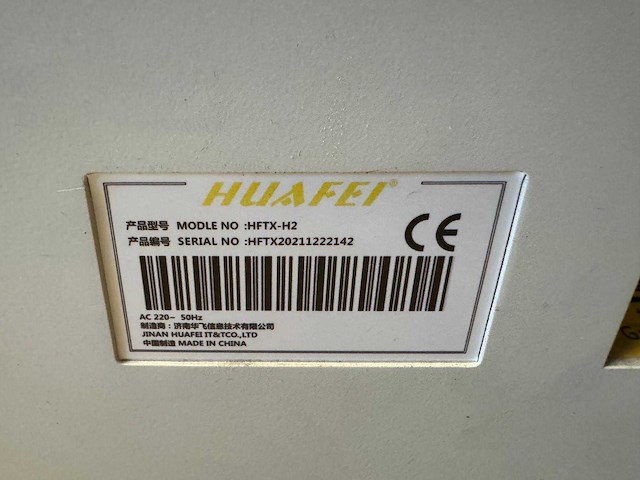 HUAFEI®
产品型号 MODLE NO :HFTX-H2
产品编号 SERIAL NO :HFTX20211222142
CE
AC 220~ 50Hz
制造商：济南华飞信息技术有限公司
JINAN HUAFEI IT&TCO.,LTD
中国制造 MADE IN CHINA